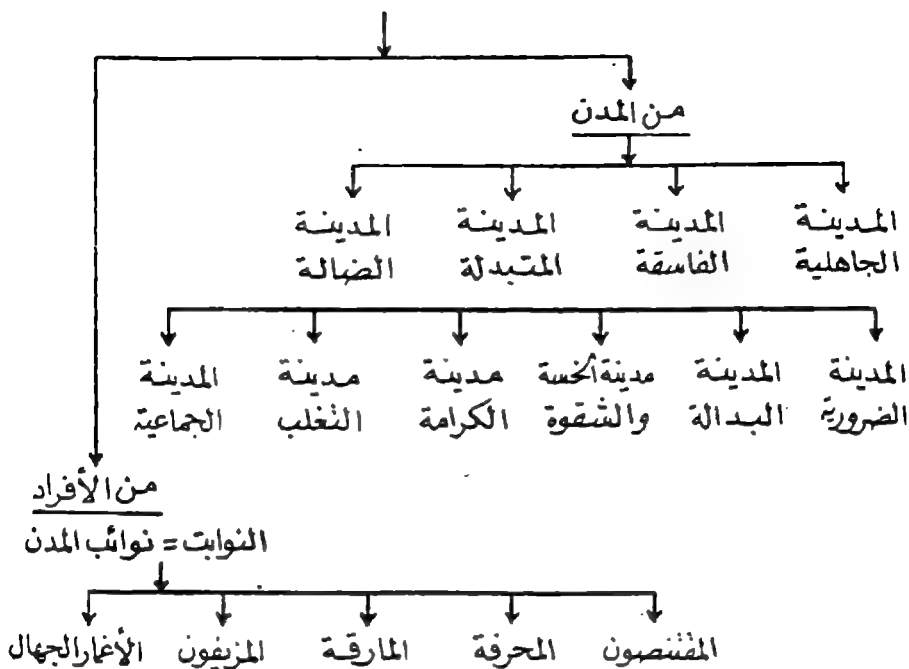 من المدن
المدينة الجاهلية
المدينة الفاسقة
المدينة المتبدلة
المدينة الضالة
المدينة الضرورية
المدينة البدالة
مدينة الخسة والشقوة
مدينة الكرامة
مدينة التغلب
المدينة الجماعية
من الأفراد
النوابت = نوائب المدن
المقتنصون
المحرفة
المارقة
المزيفون
الأغمار الجهال